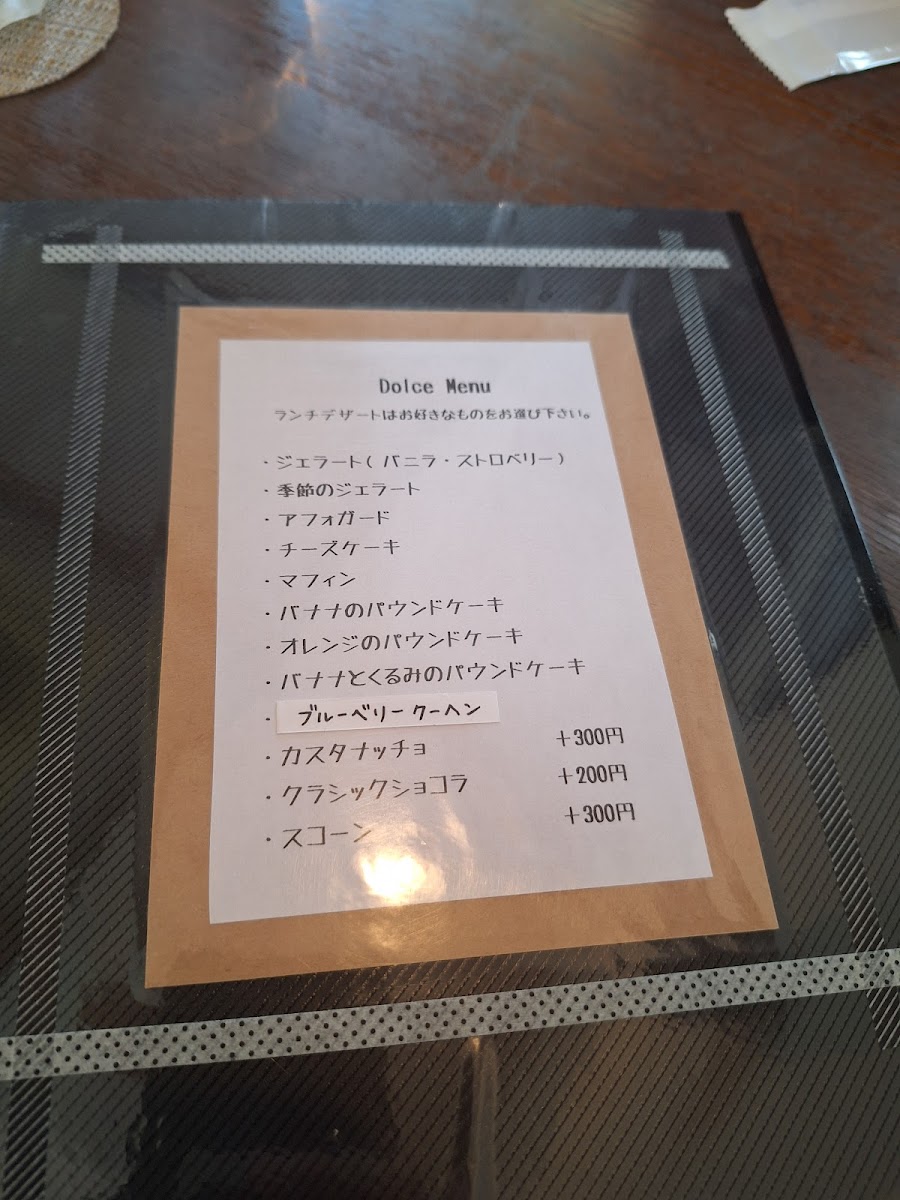 Dolce Menu
ランチデザートはお好きなものをお選び下さい。
・ジェラート( バニラ・ストロベリー )
・季節のジェラート
・アフォガード
・チーズケーキ
・マフィン
・バナナのパウンドケーキ
・オレンジのパウンドケーキ
・バナナとくるみのパウンドケーキ
・ブルーベリークーヘン
・カスタナッチョ +300円
・クラシックショコラ +200円
・スコーン +300円